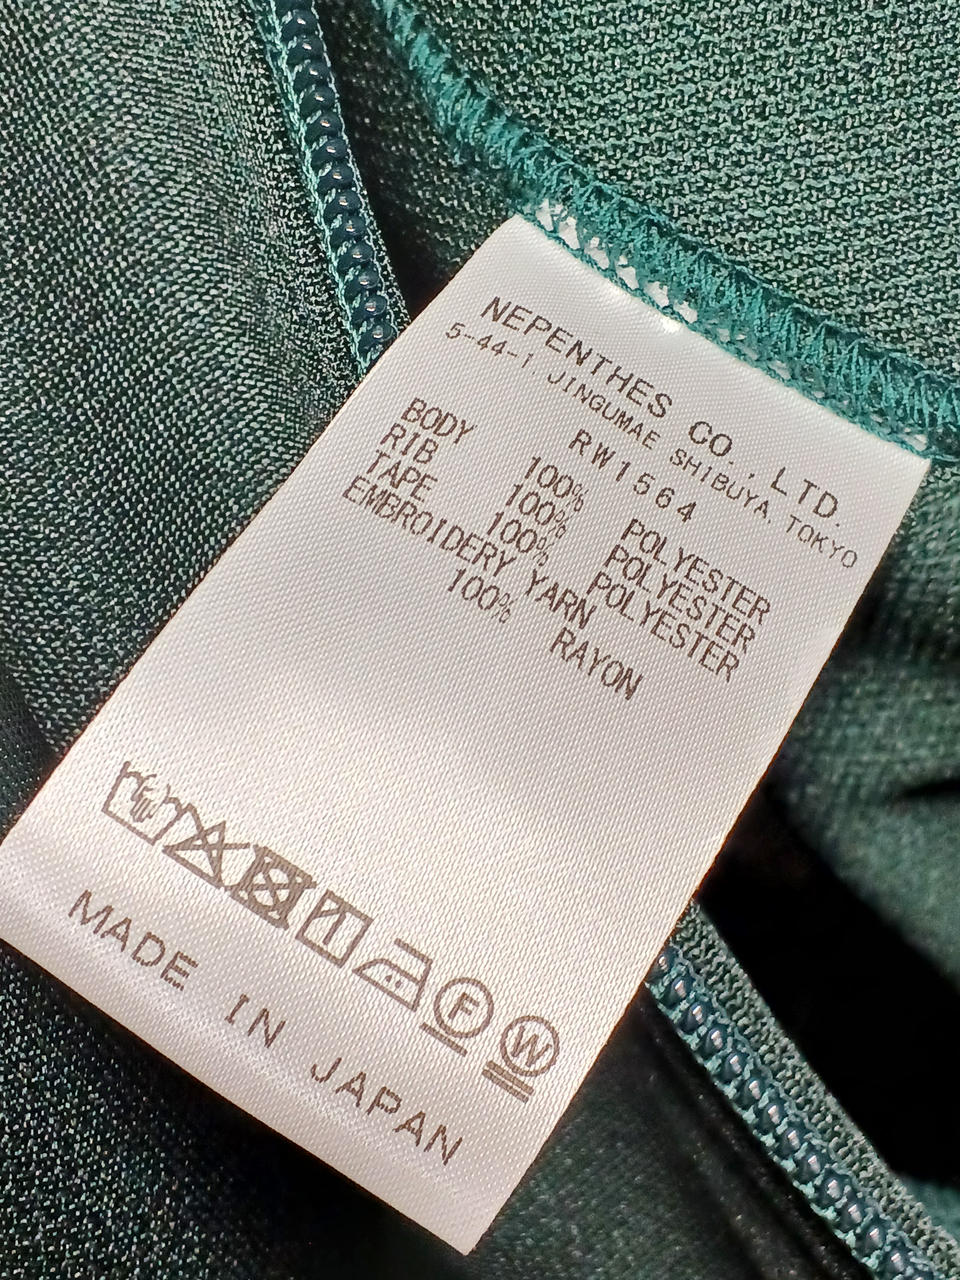 NEPENTHES CO.,LTD.
5-44-1, JINGUMAE SHIBUYA, TOKYO
RW1564
BODY 100% POLYESTER
RIB 100% POLYESTER
TAPE 100% POLYESTER
EMBROIDERY YARN
100% RAYON
F W
MADE IN JAPAN